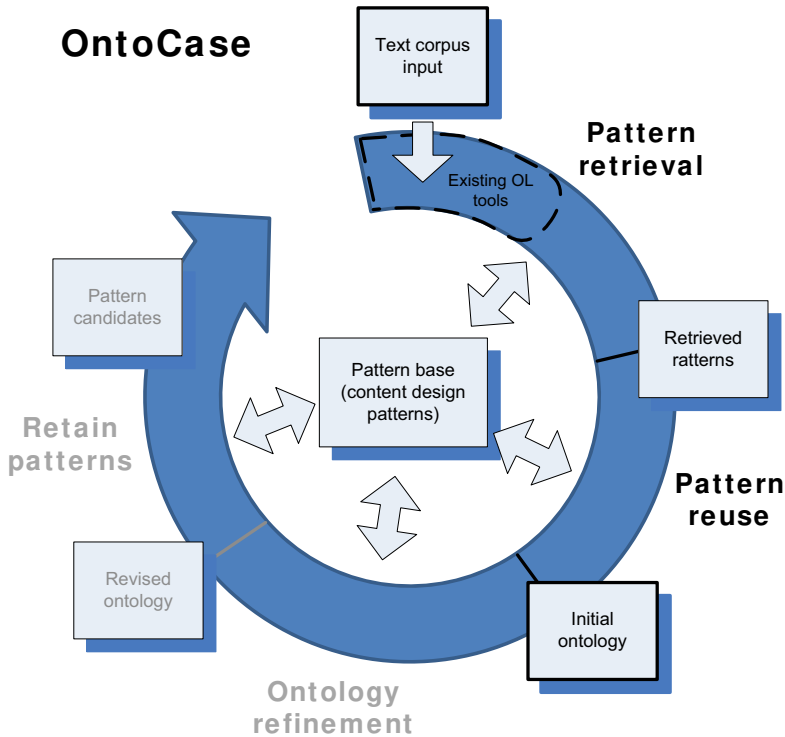 OntoCase
Text corpus
input
Pattern
retrieval
Existing OL
tools
Pattern
candidates
Retrieved
ratterns
Pattern base
(content design
patterns)
Retain
patterns
Pattern
reuse
Revised
ontology
Initial
ontology
Ontology
refinement